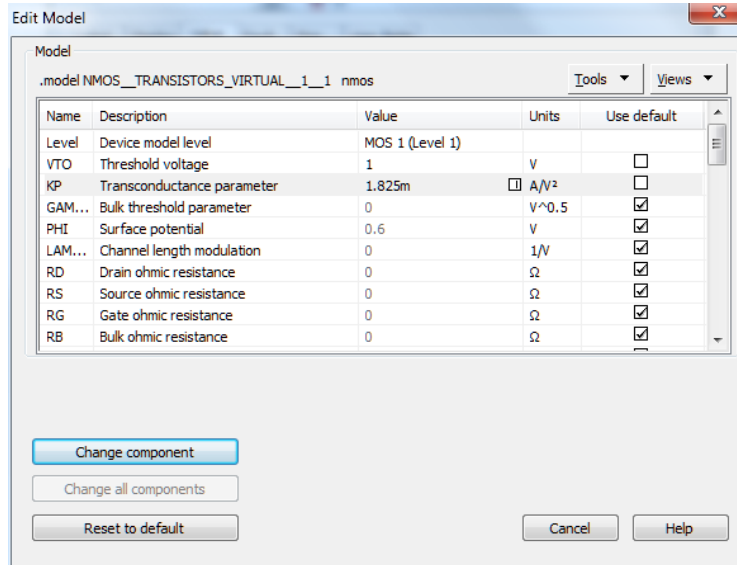 Edit Model
Model
.model NMOS__TRANSISTORS_VIRTUAL__1__1 nmos Tools Views
Name Description Value Units Use default
Level Device model level MOS 1 (Level 1)
VTO Threshold voltage 1 V
KP Transconductance parameter 1.825m A/V²
GAM... Bulk threshold parameter 0 V^0.5
PHI Surface potential 0.6 V
LAM... Channel length modulation 0 1/V
RD Drain ohmic resistance 0 Ω
RS Source ohmic resistance 0 Ω
RG Gate ohmic resistance 0 Ω
RB Bulk ohmic resistance 0 Ω
Change component
Change all components
Reset to default Cancel Help